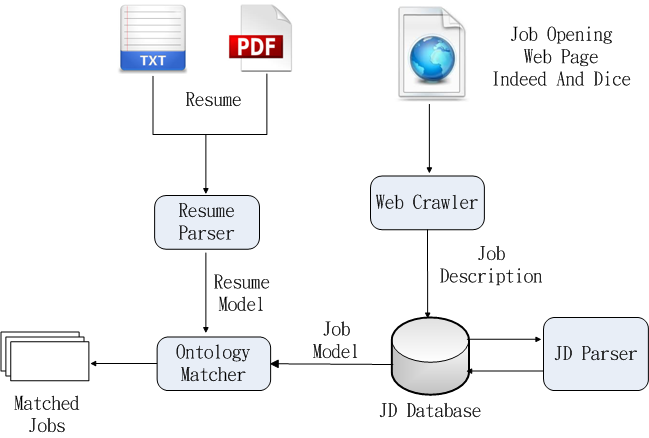 TXT
PDF
Job Opening
Web Page
Indeed And Dice
Resume
Resume
Parser
Web Crawler
Resume
Model
Job
Description
Ontology
Matcher
Job
Model
JD Parser
JD Database
Matched
Jobs